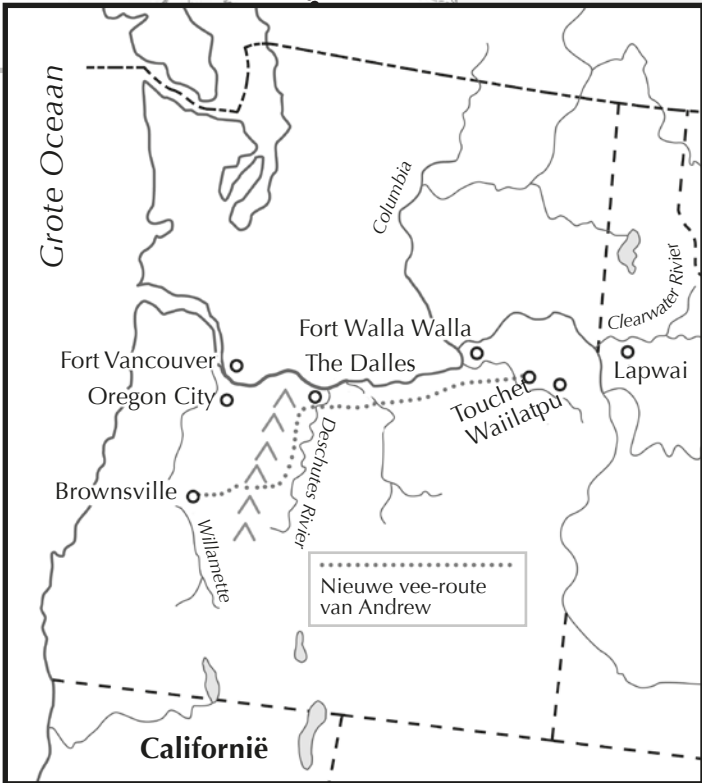 Grote Oceaan
Columbia
Clearwater Rivier
Fort Walla Walla
Fort Vancouver
The Dalles
Lapwai
Oregon City
Touchet
Waiilatpu
Deschutes Rivier
Brownsville
Willamette
Nieuwe vee-route
van Andrew
Californië